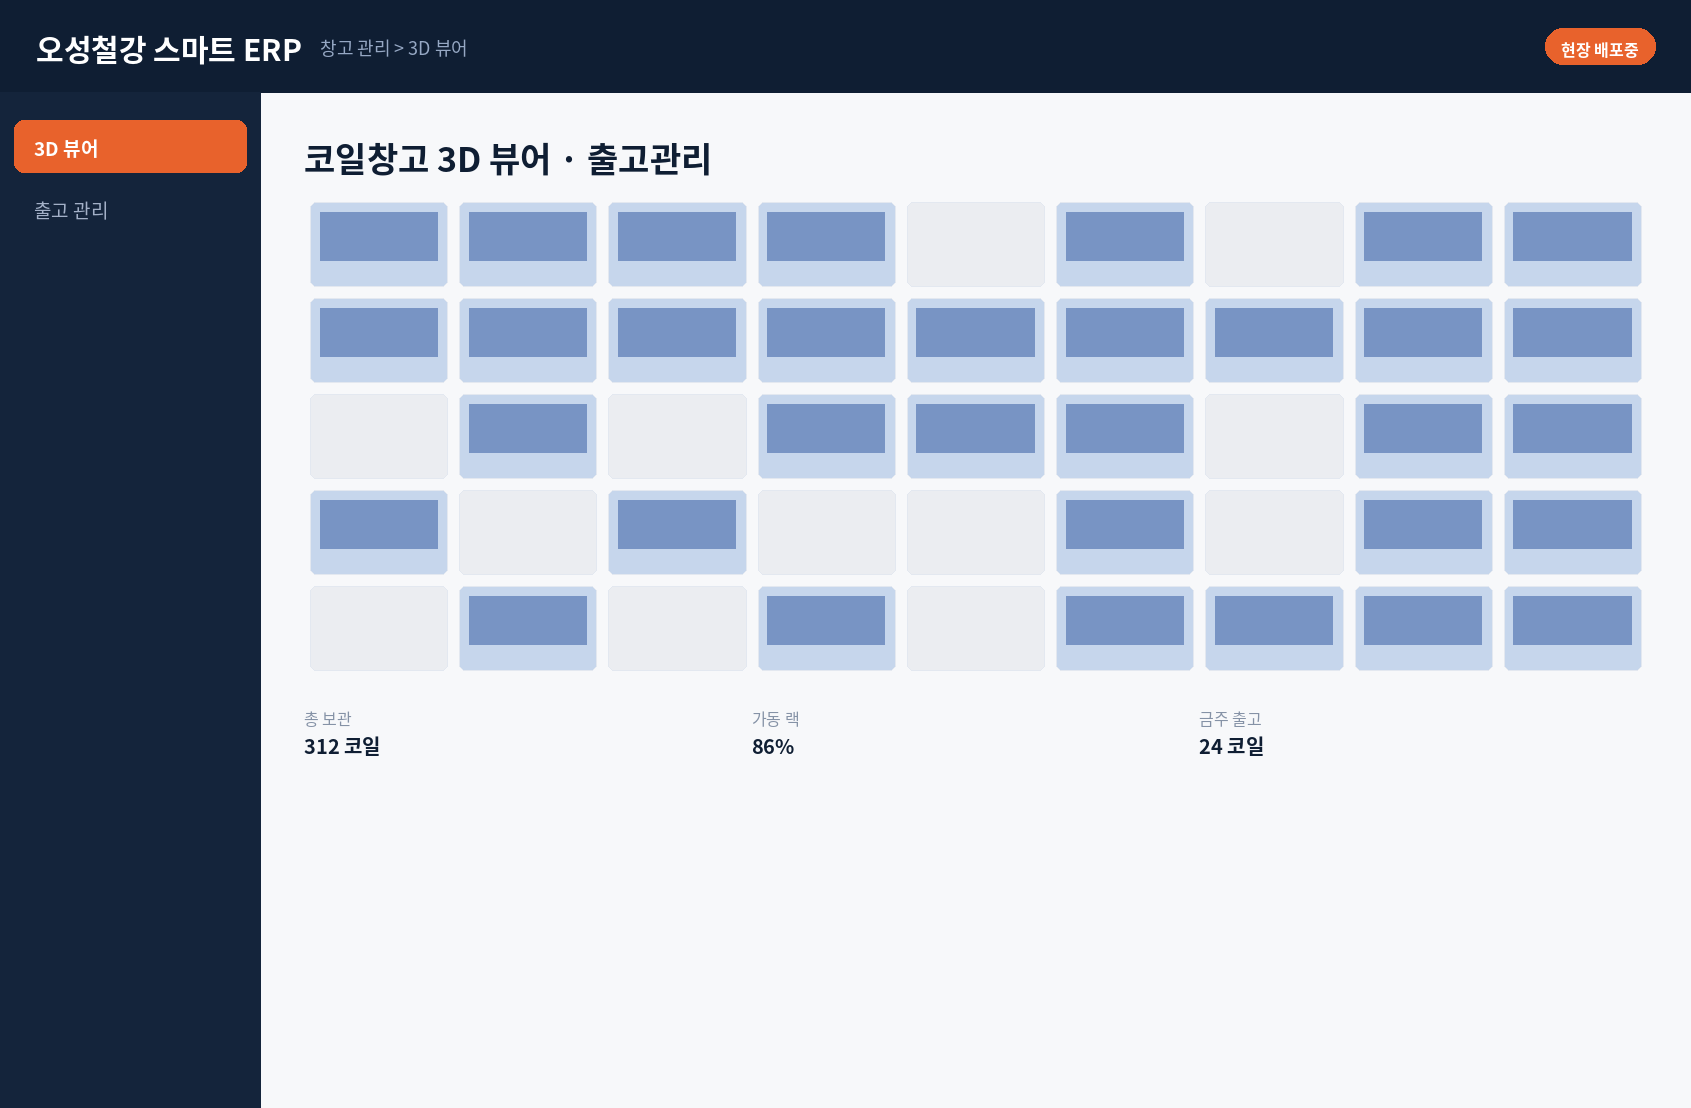 오성철강 스마트 ERP
창고 관리 > 3D 뷰어
현장 배포중
3D 뷰어
출고 관리
코일창고 3D 뷰어 · 출고관리
총 보관
312 코일
가동 랙
86%
금주 출고
24 코일